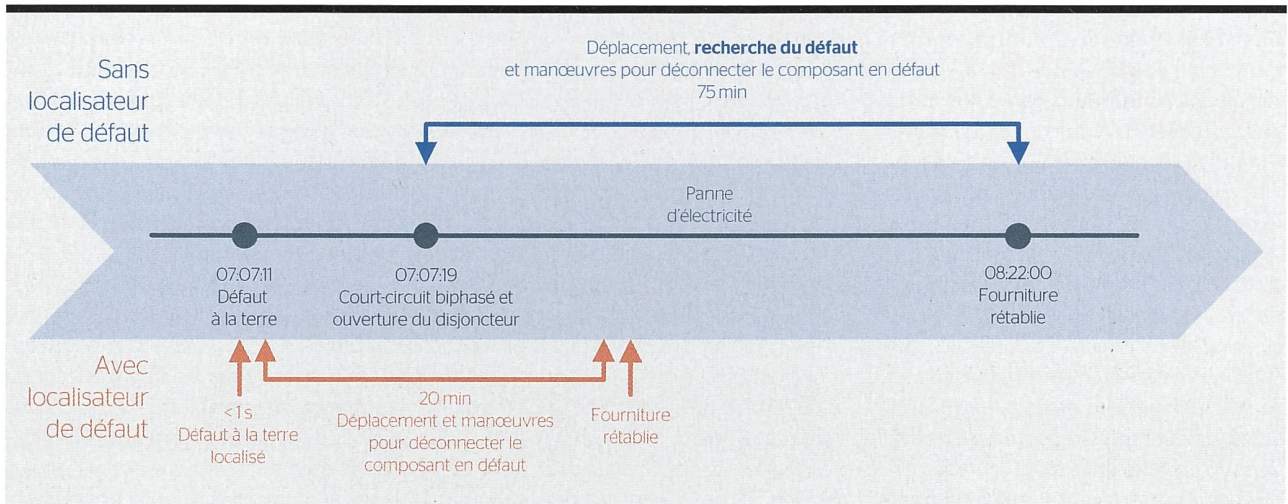 Sans
localisateur
de défaut
Déplacement, recherche du défaut
et manœuvres pour déconnecter le composant en défaut
75 min
Panne
d'électricité
07:07:11
Défaut
à la terre
07:07:19
Court-circuit biphasé et
ouverture du disjoncteur
08:22:00
Fourniture
rétablie
Avec
localisateur
de défaut
<1 s
Défaut à la terre
localisé
20 min
Déplacement et manœuvres
pour déconnecter le
composant en défaut
Fourniture
rétablie